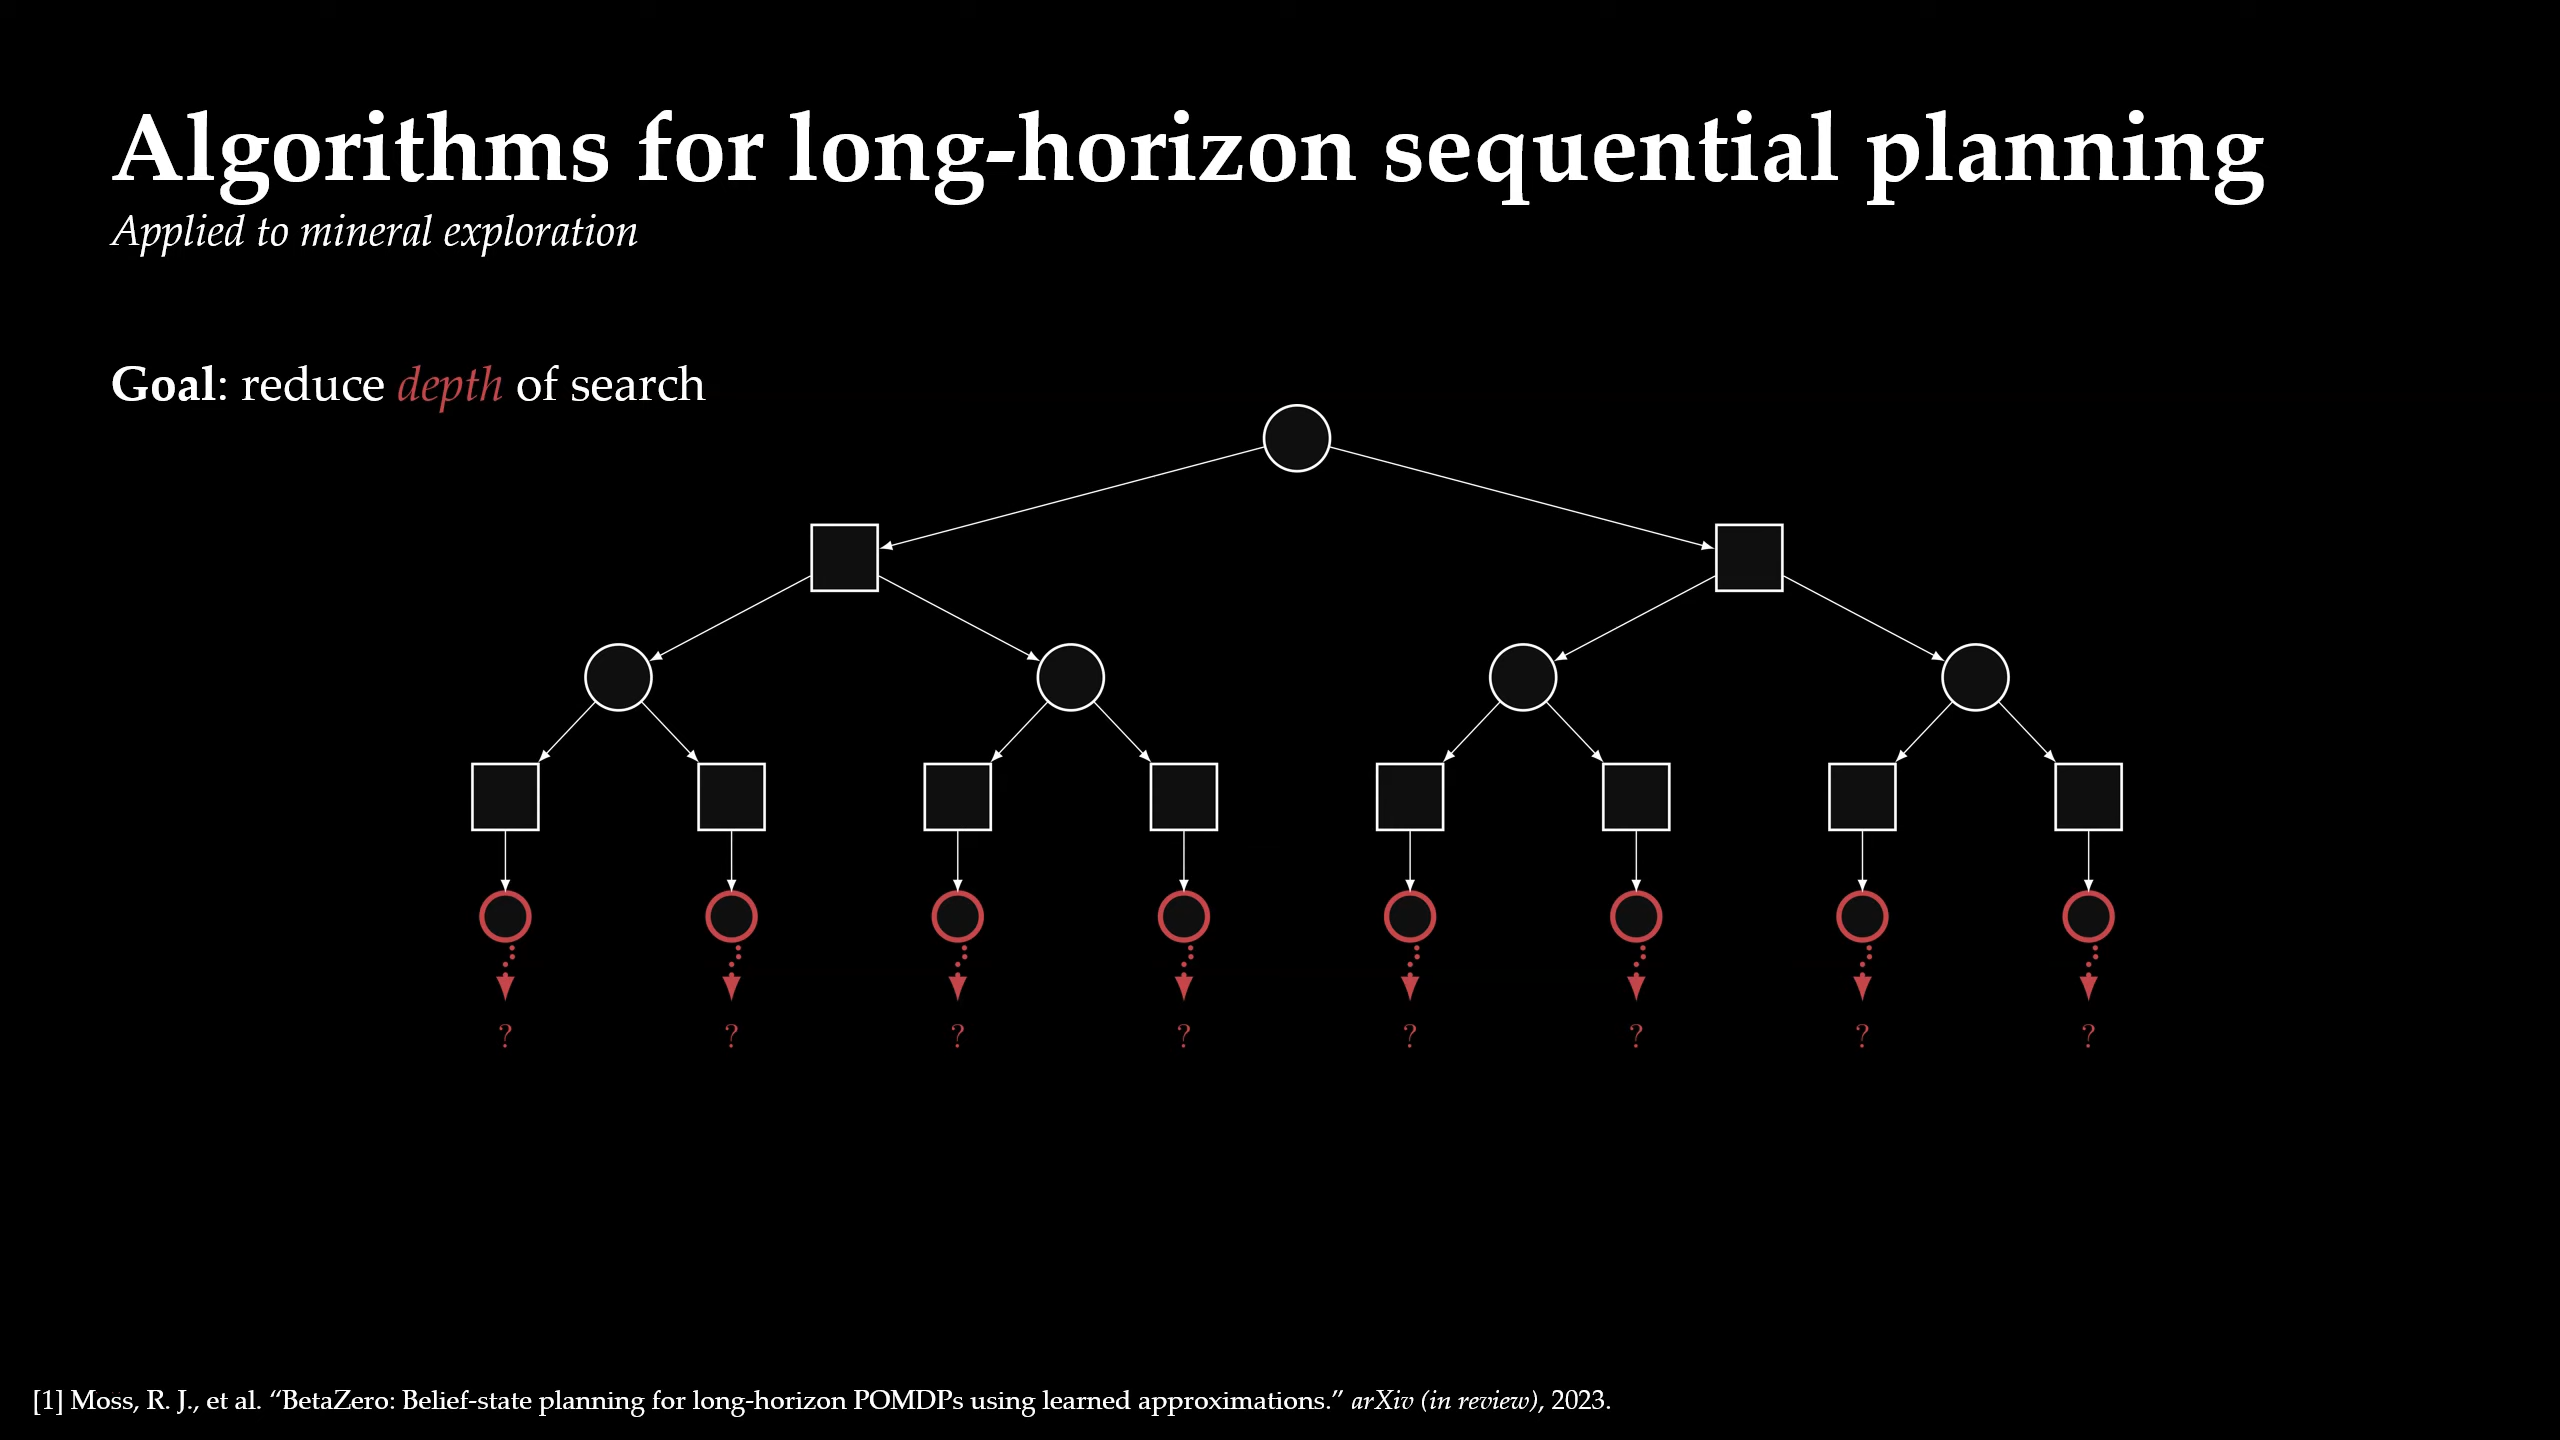 Algorithms for long-horizon sequential planning
Applied to mineral exploration
Goal: reduce depth of search
? ? ? ? ? ? ? ?
[1] Moss, R. J., et al. “BetaZero: Belief-state planning for long-horizon POMDPs using learned approximations.” arXiv (in review), 2023.